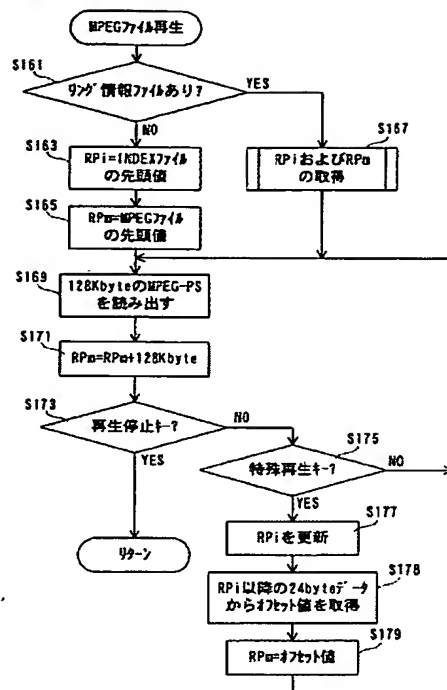 MPEGファイル再生
S161
リング情報ファイルあり?
YES
NO
S163
RPi=INDEXファイル
の先頭値
S167
RPiおよびRPm
の取得
S165
RPm=MPEGファイル
の先頭値
S169
128KbyteのMPEG-PS
を読み出す
S171
RPm=RPm+128Kbyte
S173
再生停止キー?
NO
YES
S175
特殊再生キー?
NO
YES
リターン
S177
RPiを更新
S178
RPi以降の24byteデータ
からオフセット値を取得
S179
RPm=オフセット値